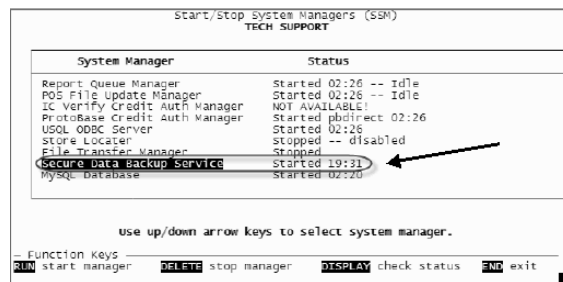 Start/Stop System Managers (SSM)
TECH SUPPORT
System Manager Status
Report Queue Manager Started 02:26 -- Idle
POS File Update Manager Started 02:26 -- Idle
IC Verify Credit Auth Manager NOT AVAILABLE!
ProtoBase Credit Auth Manager Started pbdirect 02:26
USQL ODBC Server Started 02:26
Store Locater Stopped -- disabled
File Transfer Manager Stopped
Secure Data Backup Service Started 19:31
MySQL Database Started 02:20
Use up/down arrow keys to select system manager.
Function Keys
RUN start manager DELETE stop manager DISPLAY check status END exit